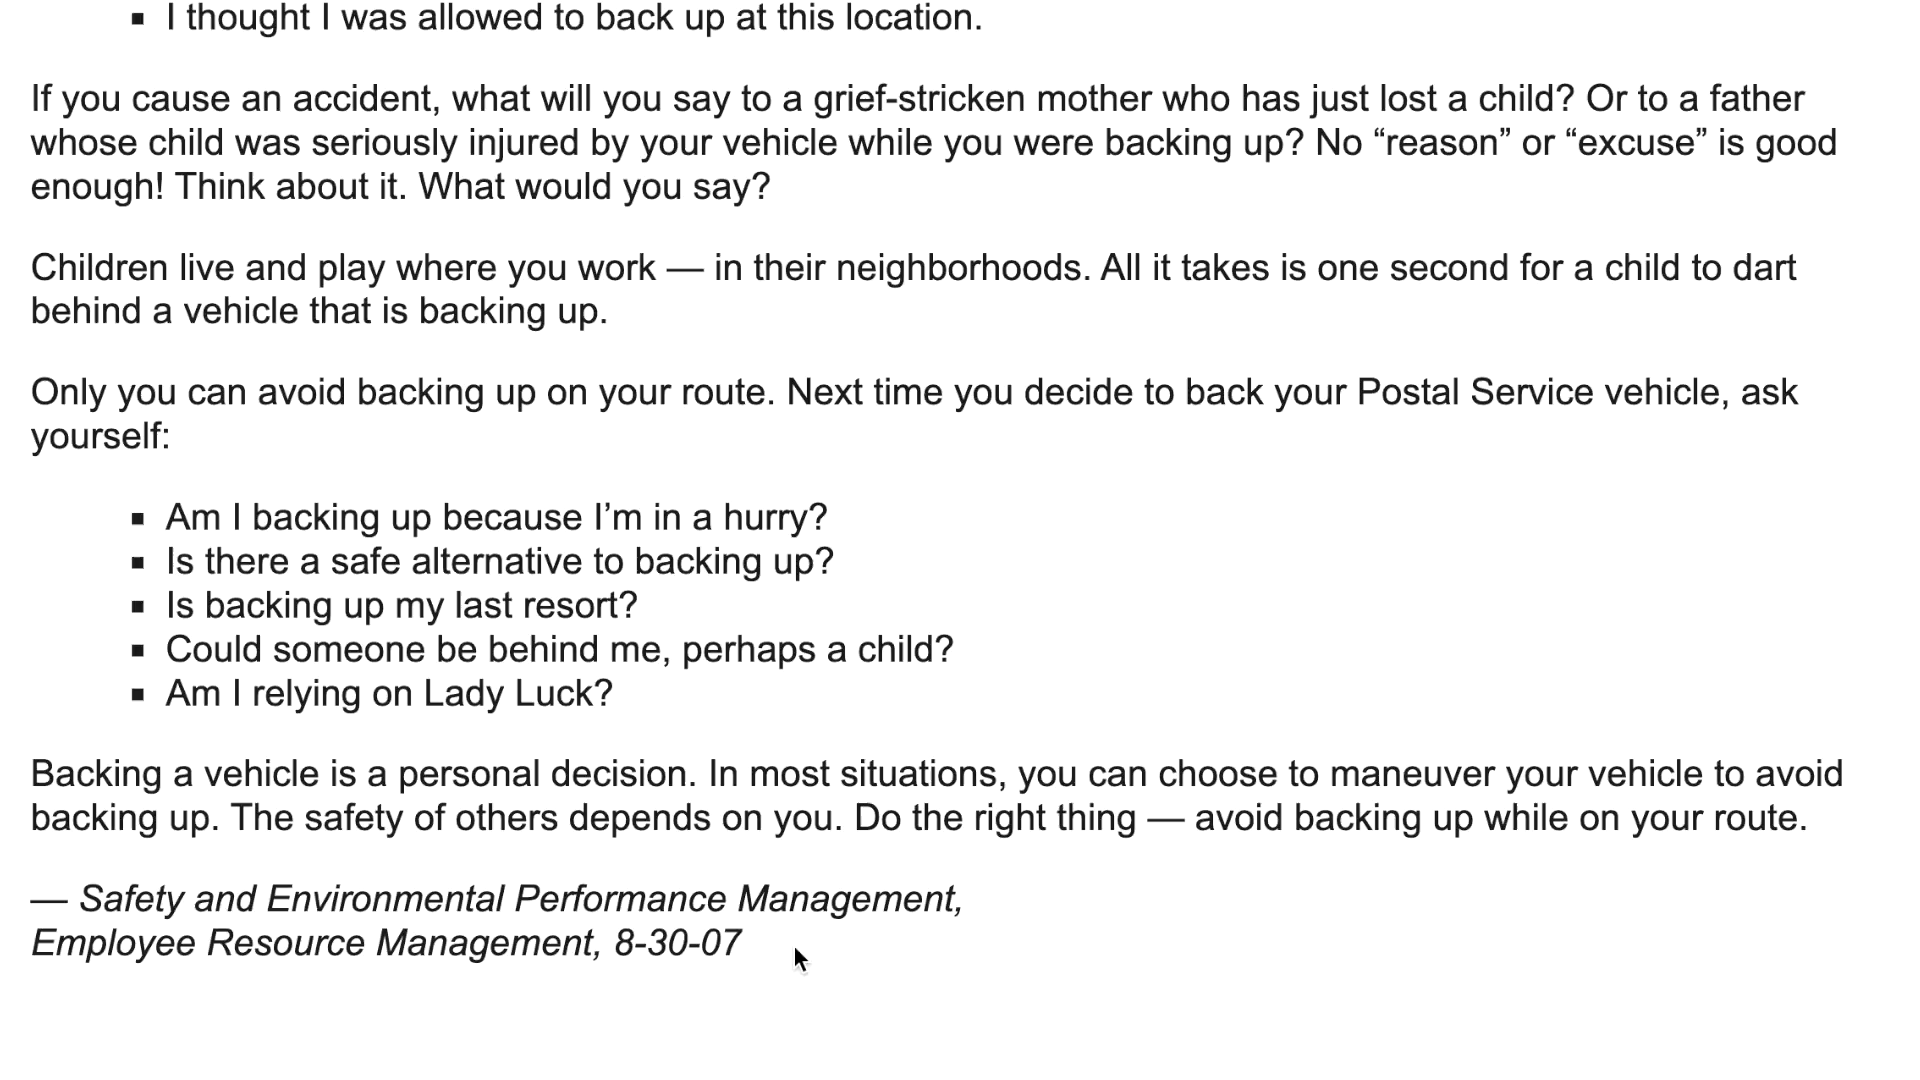 ▪ I thought I was allowed to back up at this location.
If you cause an accident, what will you say to a grief-stricken mother who has just lost a child? Or to a father
whose child was seriously injured by your vehicle while you were backing up? No “reason” or “excuse” is good
enough! Think about it. What would you say?
Children live and play where you work — in their neighborhoods. All it takes is one second for a child to dart
behind a vehicle that is backing up.
Only you can avoid backing up on your route. Next time you decide to back your Postal Service vehicle, ask
yourself:
▪ Am I backing up because I’m in a hurry?
▪ Is there a safe alternative to backing up?
▪ Is backing up my last resort?
▪ Could someone be behind me, perhaps a child?
▪ Am I relying on Lady Luck?
Backing a vehicle is a personal decision. In most situations, you can choose to maneuver your vehicle to avoid
backing up. The safety of others depends on you. Do the right thing — avoid backing up while on your route.
— Safety and Environmental Performance Management,
Employee Resource Management, 8-30-07